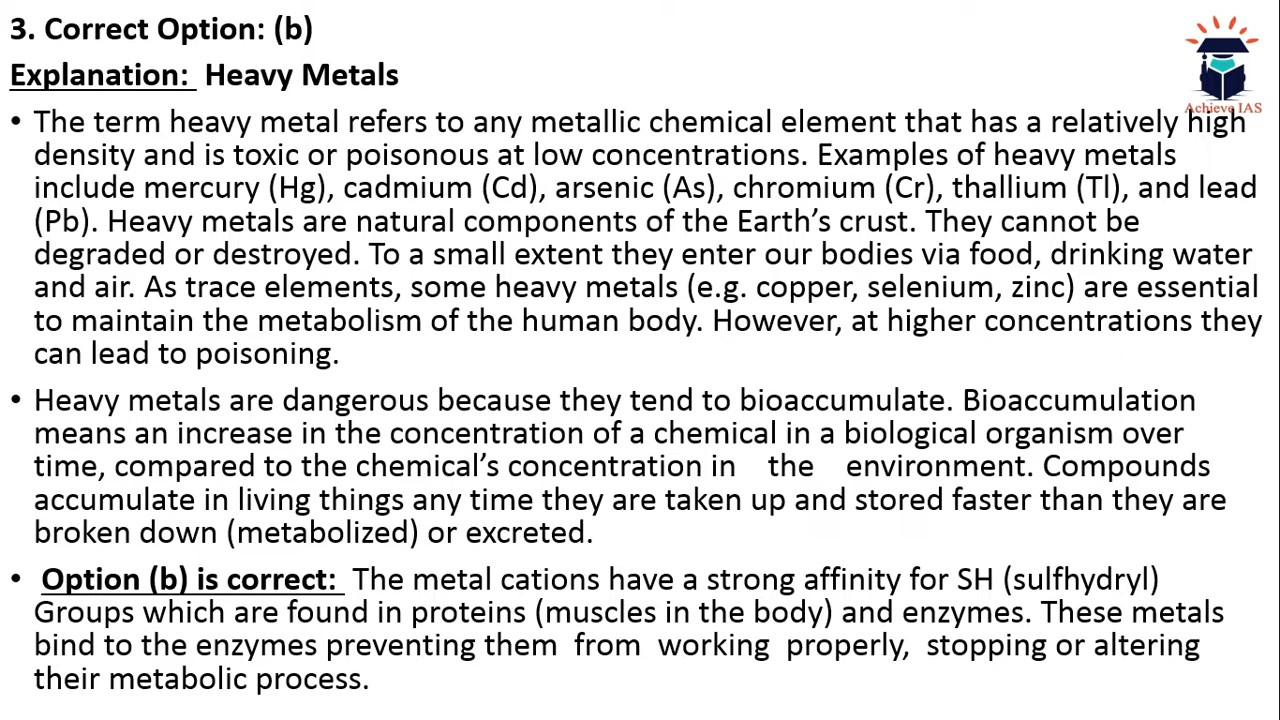 3. Correct Option: (b)
Achieve IAS
Explanation: Heavy Metals
• The term heavy metal refers to any metallic chemical element that has a relatively high
density and is toxic or poisonous at low concentrations. Examples of heavy metals
include mercury (Hg), cadmium (Cd), arsenic (As), chromium (Cr), thallium (Tl), and lead
(Pb). Heavy metals are natural components of the Earth's crust. They cannot be
degraded or destroyed. To a small extent they enter our bodies via food, drinking water
and air. As trace elements, some heavy metals (e.g. copper, selenium, zinc) are essential
to maintain the metabolism of the human body. However, at higher concentrations they
can lead to poisoning.
• Heavy metals are dangerous because they tend to bioaccumulate. Bioaccumulation
means an increase in the concentration of a chemical in a biological organism over
time, compared to the chemical's concentration in the environment. Compounds
accumulate in living things any time they are taken up and stored faster than they are
broken down (metabolized) or excreted.
• Option (b) is correct: The metal cations have a strong affinity for SH (sulfhydryl)
Groups which are found in proteins (muscles in the body) and enzymes. These metals
bind to the enzymes preventing them from working properly, stopping or altering
their metabolic process.